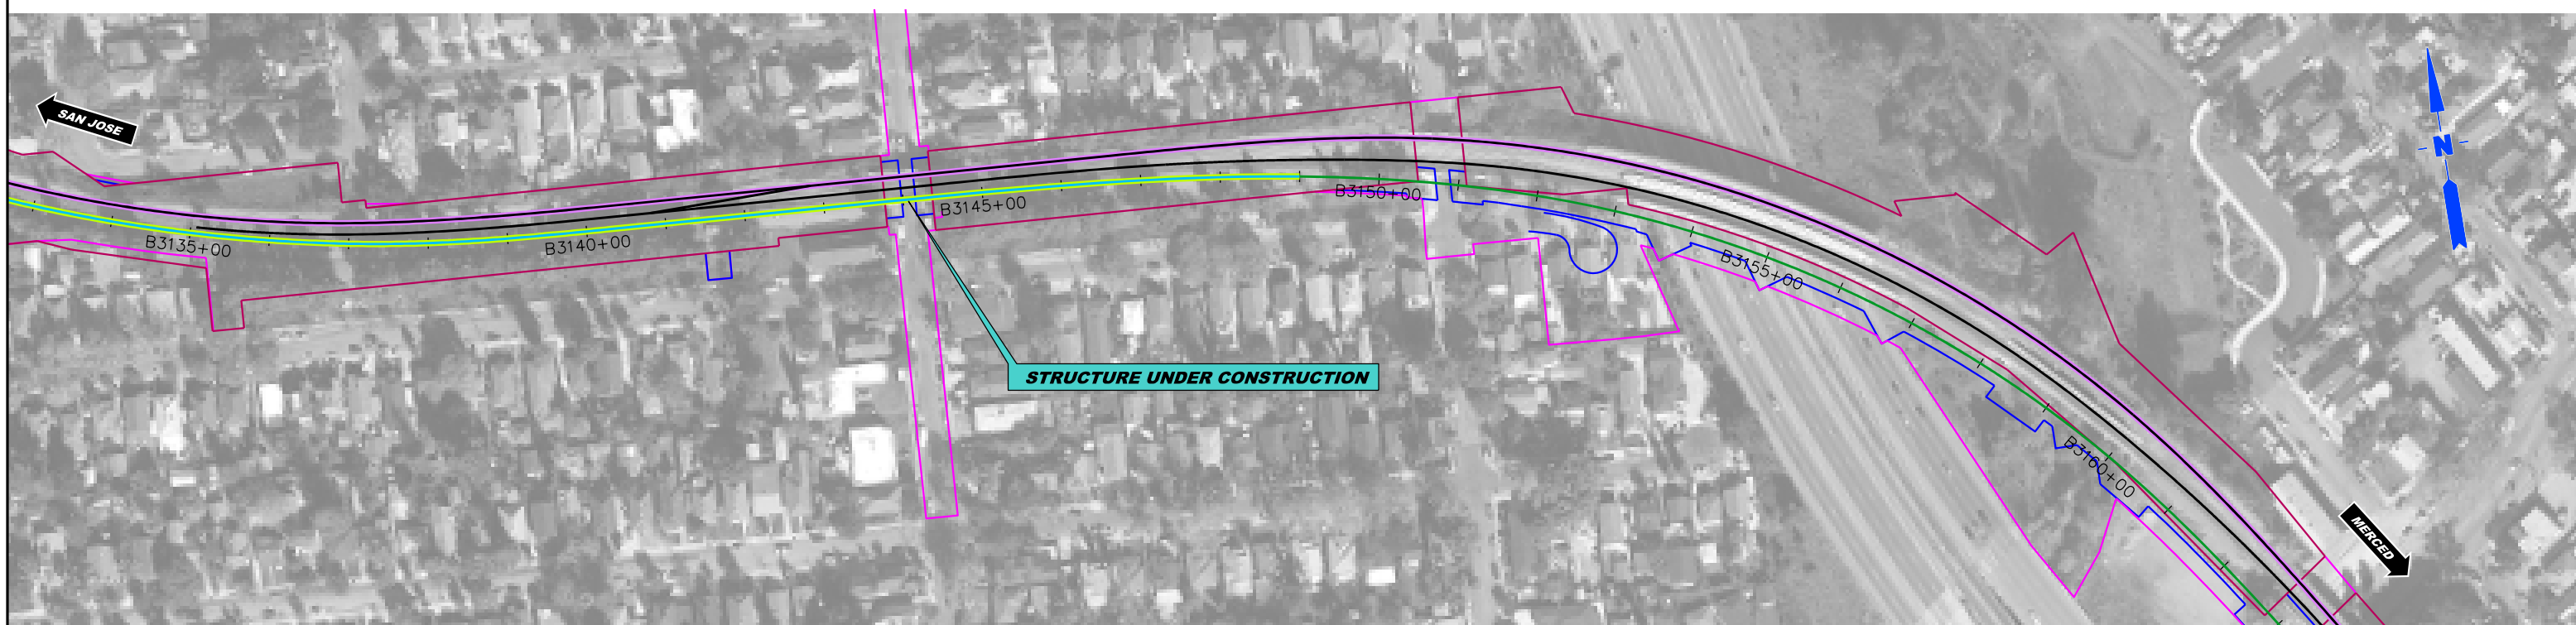 SAN JOSE
N
B3135+00
B3140+00
B3145+00
B3150+00
B3155+00
B3160+00
STRUCTURE UNDER CONSTRUCTION
MERCED